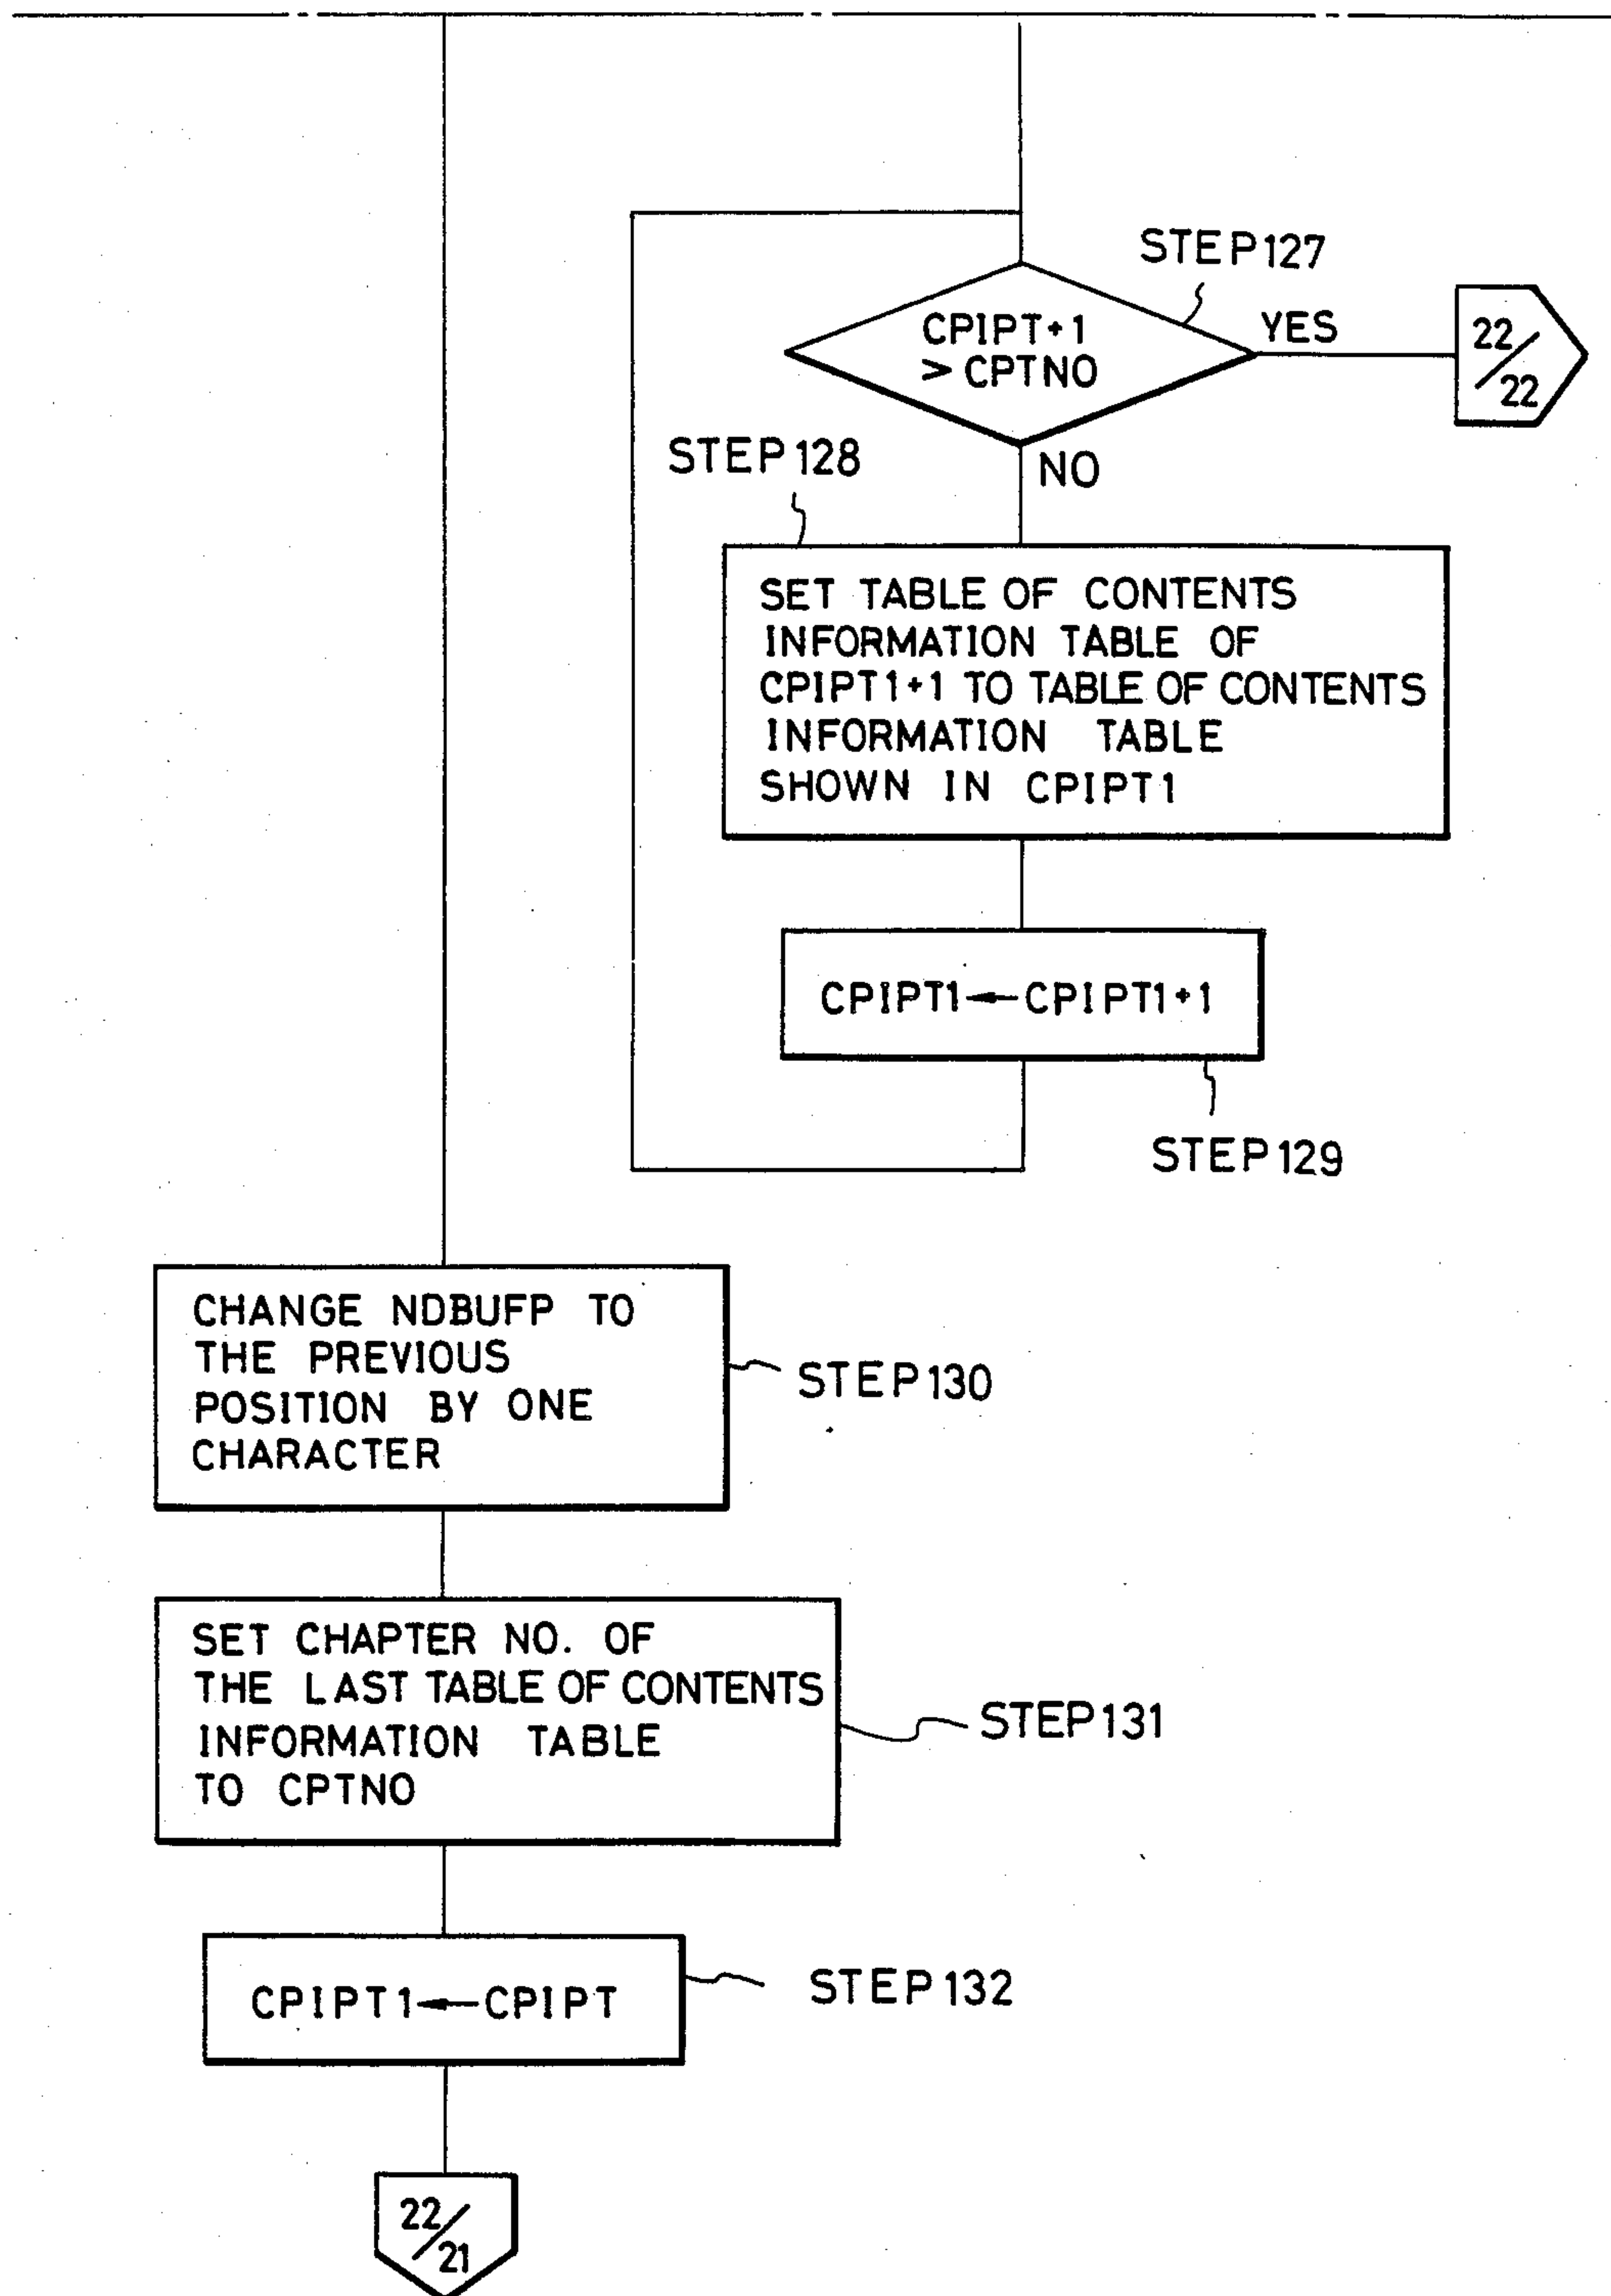 STEP127
CPIPT+1
> CPTNO
YES
22/22
STEP128
NO
SET TABLE OF CONTENTS
INFORMATION TABLE OF
CPIPT1+1 TO TABLE OF CONTENTS
INFORMATION TABLE
SHOWN IN CPIPT1
CPIPT1←CPIPT1+1
STEP129
CHANGE NDBUFP TO
THE PREVIOUS
POSITION BY ONE
CHARACTER
STEP130
SET CHAPTER NO. OF
THE LAST TABLE OF CONTENTS
INFORMATION TABLE
TO CPTNO
STEP131
CPIPT1←CPIPT
STEP132
22/21